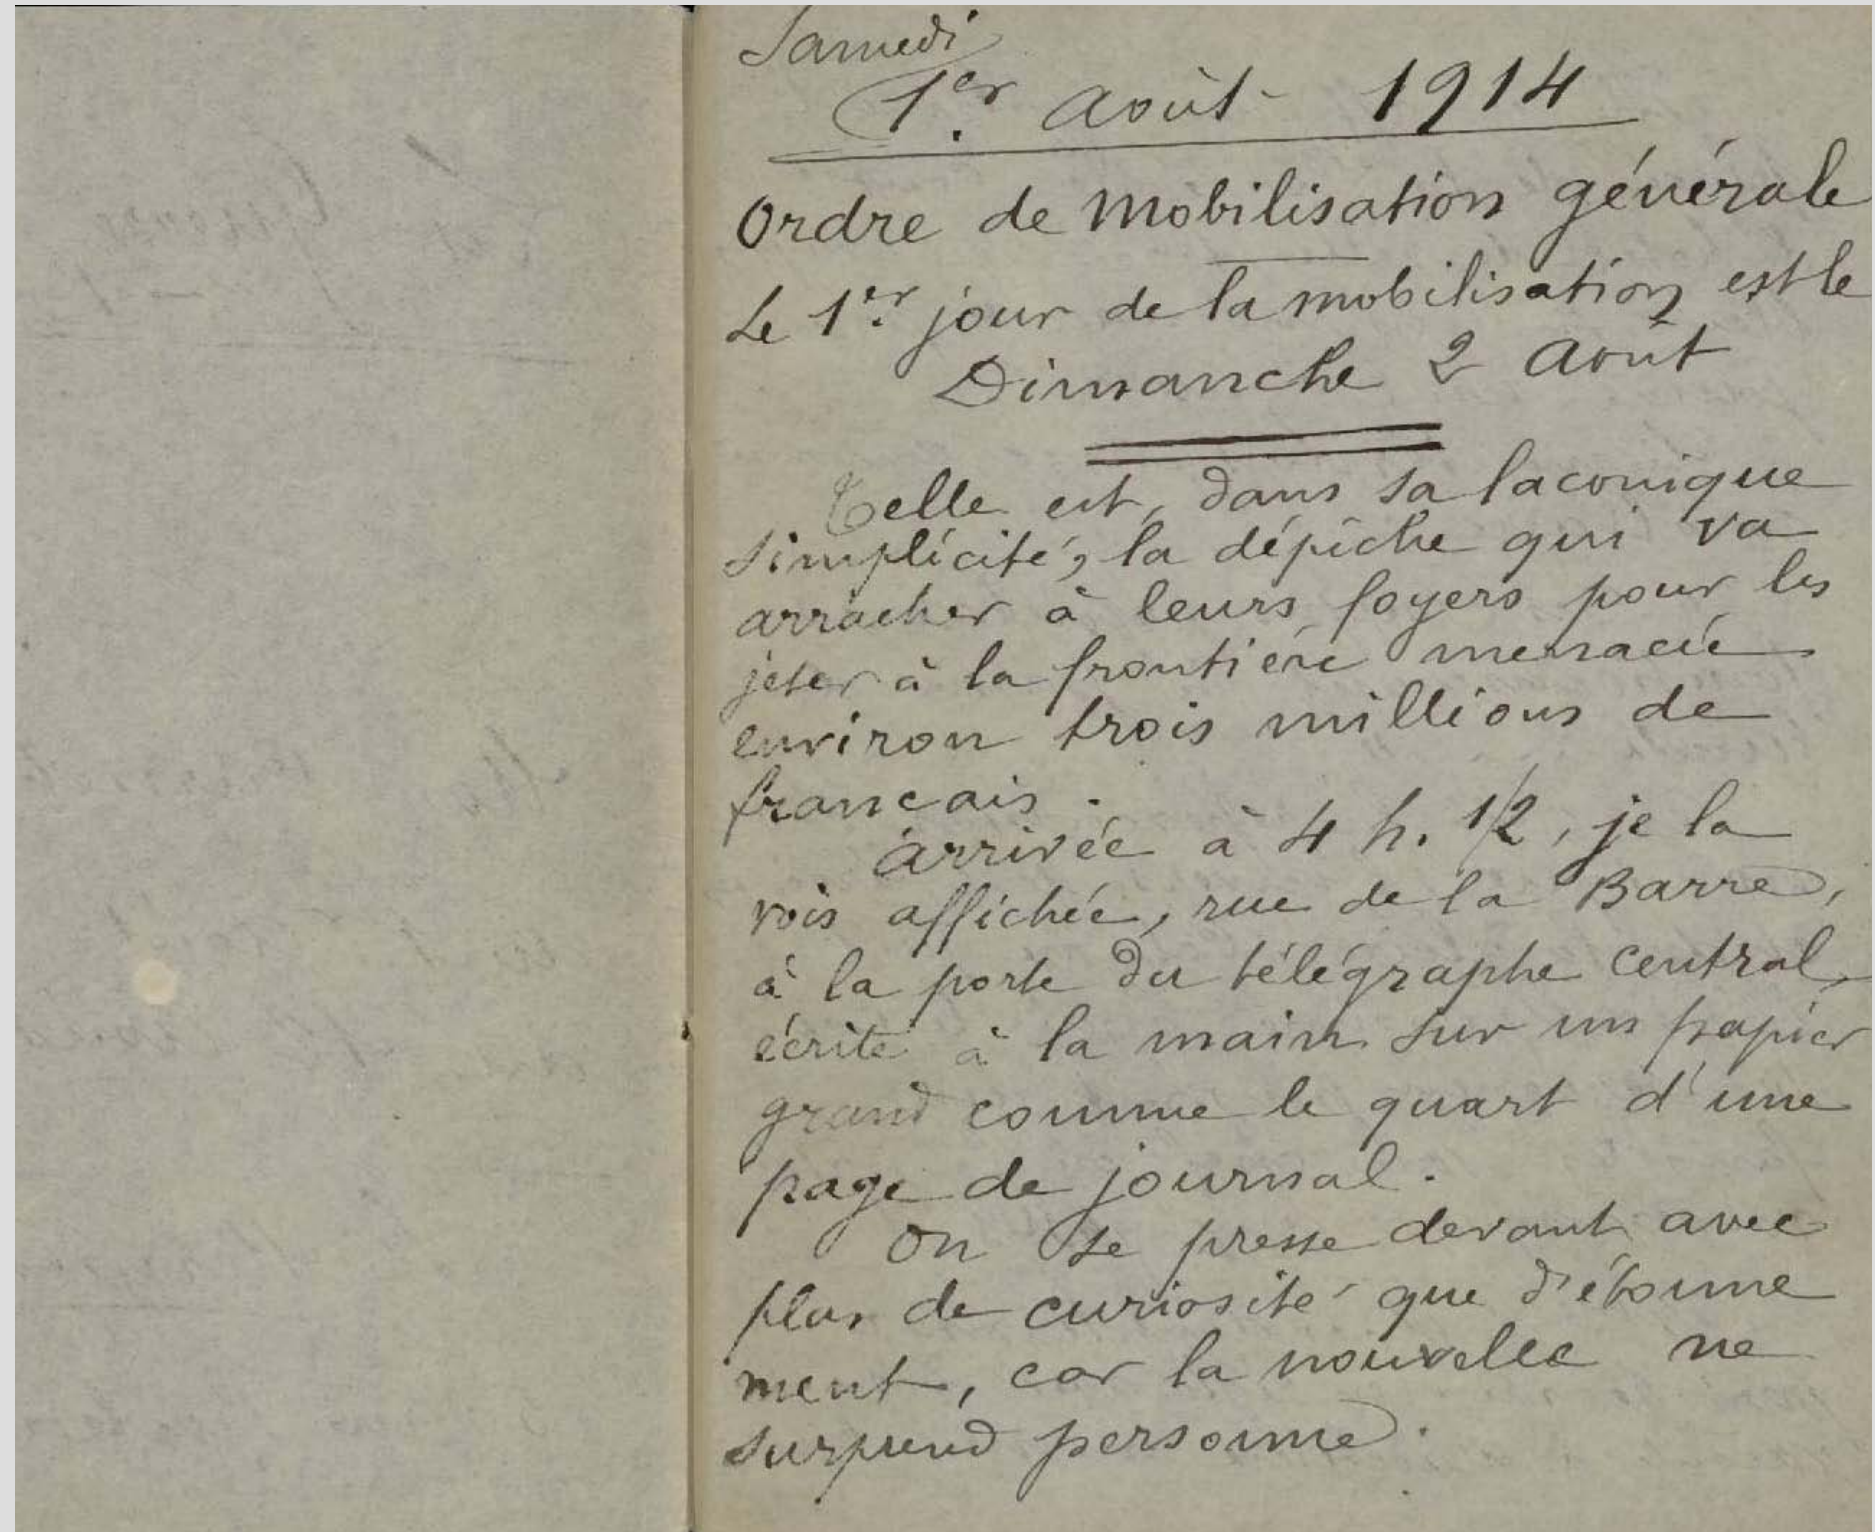 Samedi
1er août 1914
Ordre de Mobilisation générale
Le 1er jour de la mobilisation est le
Dimanche 2 Août
Telle est, dans sa laconique
simplicité, la dépêche qui va
arracher à leurs foyers pour les
jeter à la frontière menacée
environ trois millions de
francais.
Arrivée à 4 h. 1/2, je la
vois affichée, rue de la Barre,
à la porte du télégraphe central,
écrite à la main sur un papier
grand comme le quart d'une
page de journal.
On se presse devant avec
plus de curiosité que d'étonne
ment, car la nouvelle ne
surprend personne.